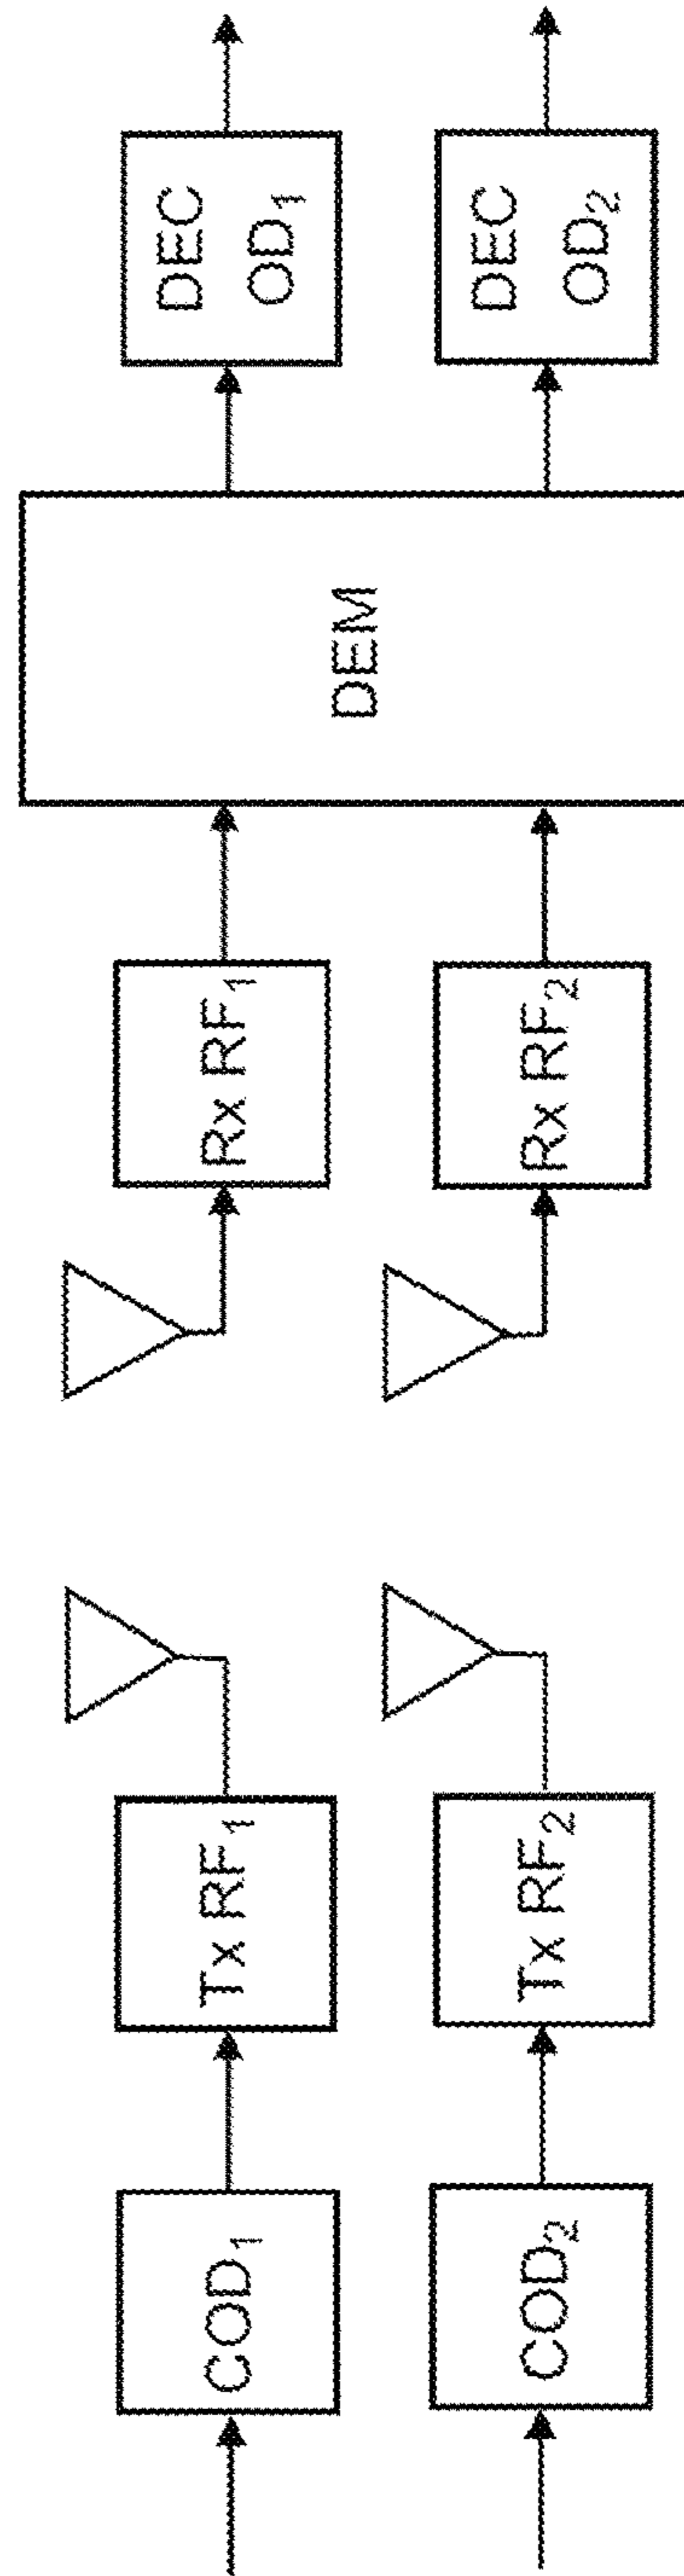 COD₁
Tx RF₁
Rx RF₁
DEM
DEC
OD₁
COD₂
Tx RF₂
Rx RF₂
DEC
OD₂